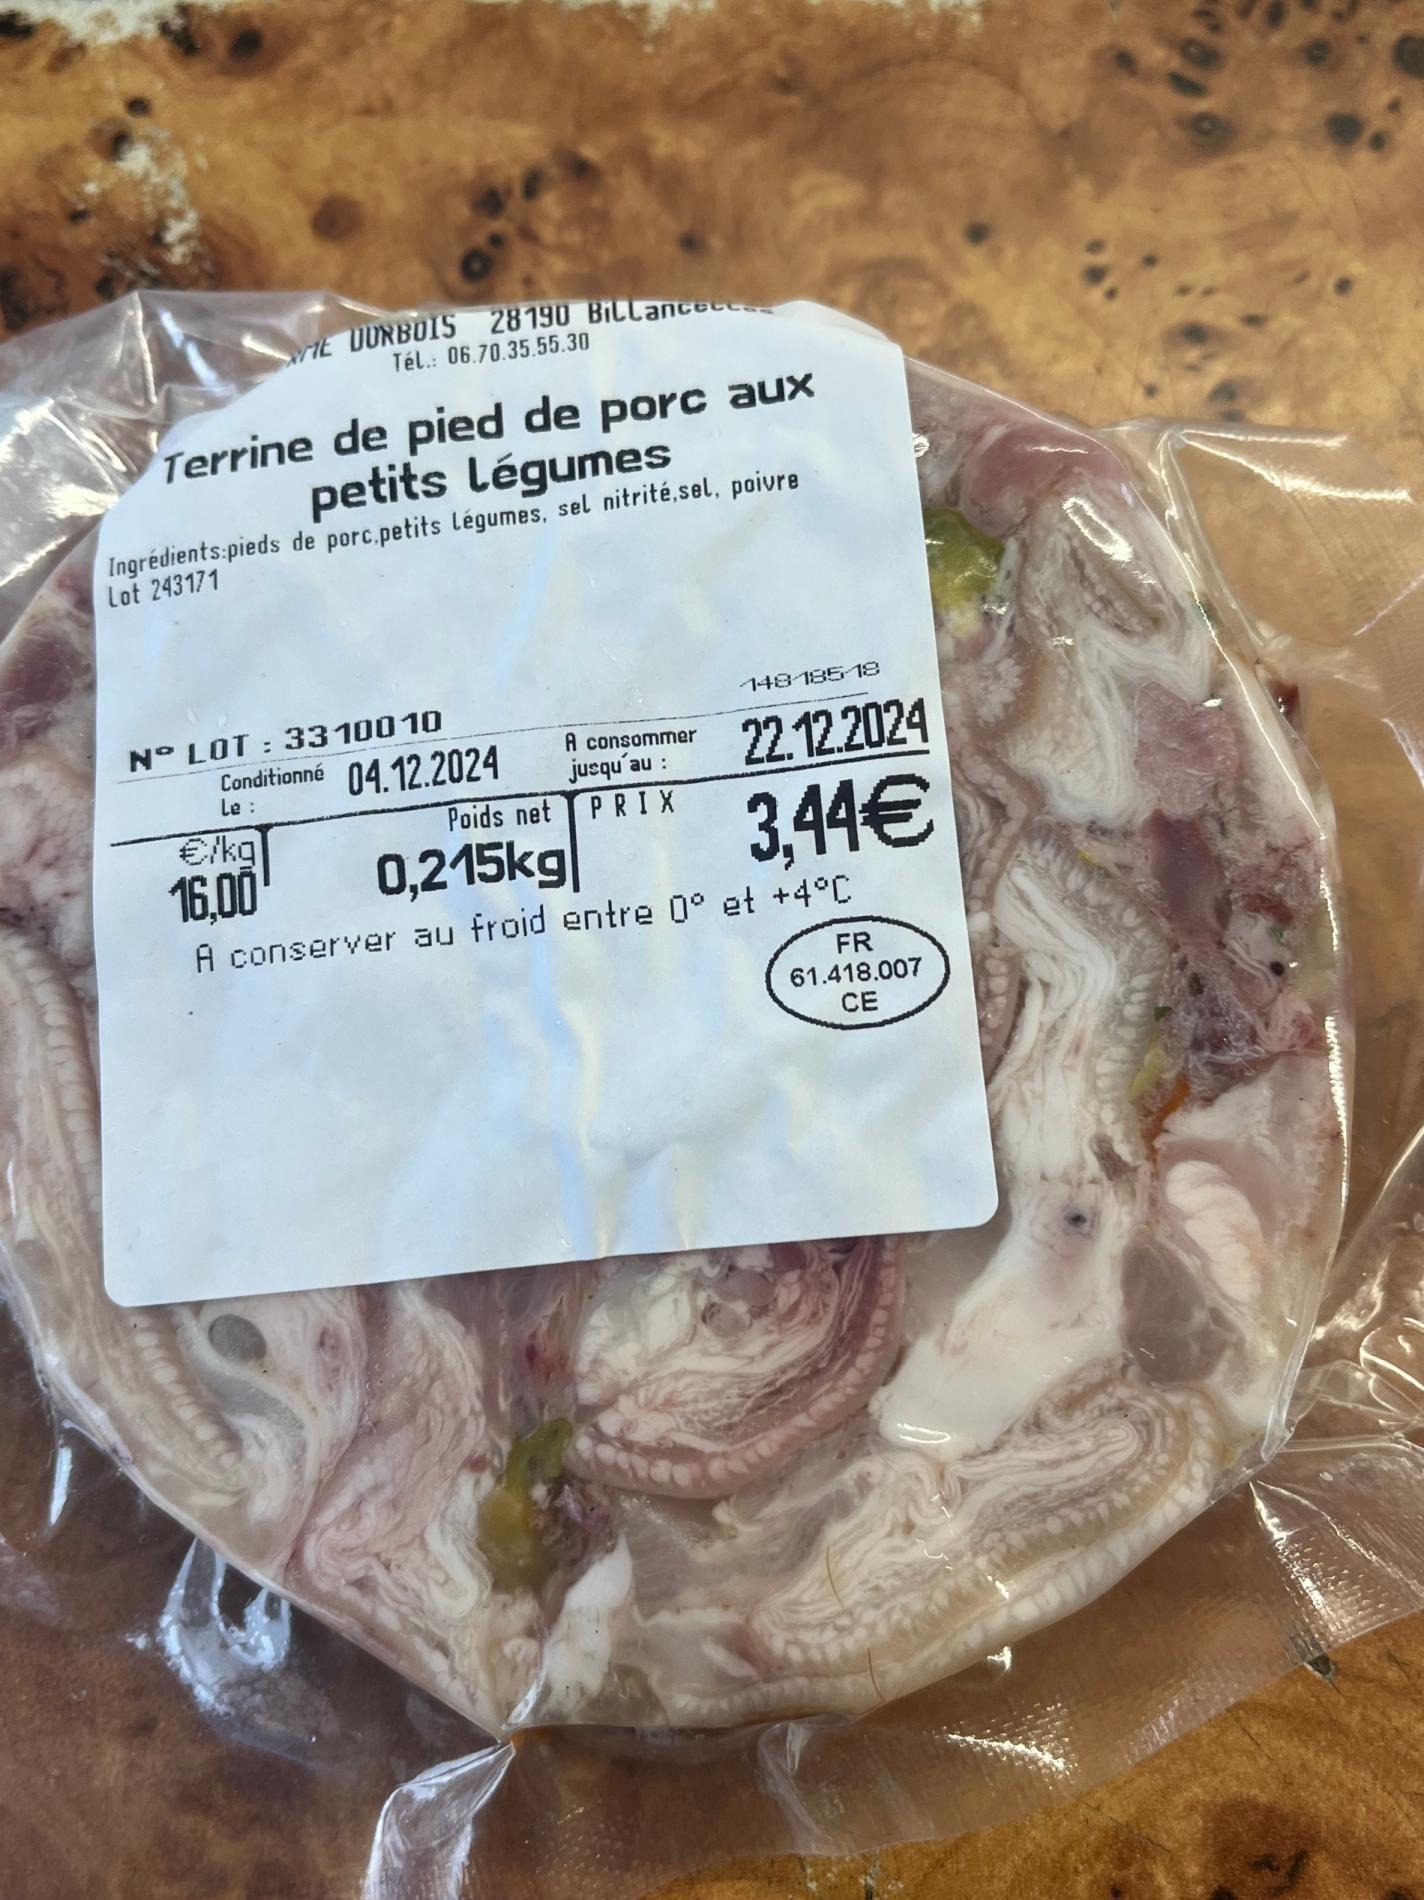 DURBOIS 28190
Tél.: 06.70.35.55.30
Terrine de pied de porc aux
petits légumes
Ingrédients:pieds de porc,petits légumes, sel nitrité,sel, poivre
Lot 243171
14818518
N° LOT : 3310010
Conditionné
Le : 04.12.2024
A consommer
jusqu'au : 22.12.2024
€/kg
16,00
Poids net
0,215kg
PRIX
3,44€
A conserver au froid entre 0° et +4°C
FR
61.418.007
CE